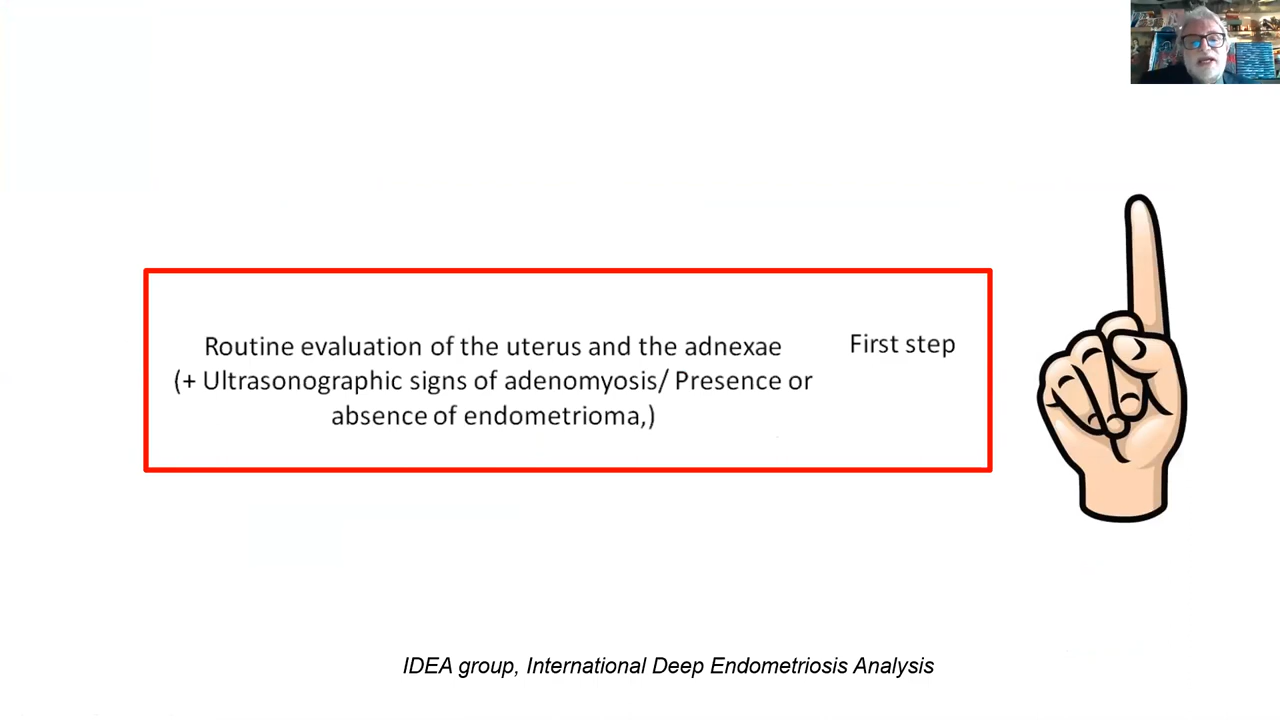 Routine evaluation of the uterus and the adnexae
First step
(+ Ultrasonographic signs of adenomyosis/ Presence or
absence of endometrioma,)
IDEA group, International Deep Endometriosis Analysis